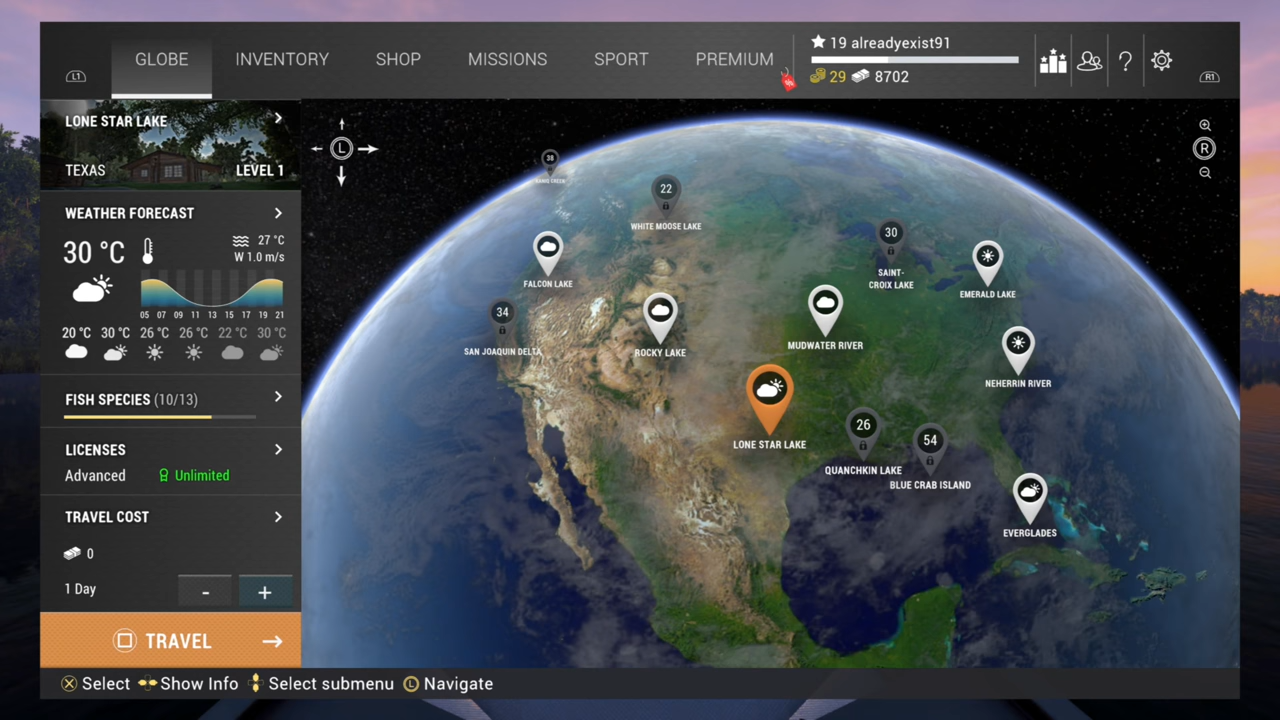 GLOBE INVENTORY SHOP MISSIONS SPORT PREMIUM
19 alreadyexist91
29 8702
L1
R1
LONE STAR LAKE
TEXAS LEVEL 1
WEATHER FORECAST
30 °C
27 °C
W 1.0 m/s
05 07 09 11 13 15 17 19 21
20 °C 30 °C 26 °C 26 °C 22 °C 30 °C
FISH SPECIES (10/13)
LICENSES
Advanced Unlimited
TRAVEL COST
0
1 Day - +
TRAVEL
L
R
38
22
WHITE MOOSE LAKE
30
SAINT-
CROIX LAKE
FALCON LAKE
EMERALD LAKE
34
SAN JOAQUIN DELTA
ROCKY LAKE
MUDWATER RIVER
NEHERRIN RIVER
LONE STAR LAKE
26
QUANCHKIN LAKE
54
BLUE CRAB ISLAND
EVERGLADES
Select Show Info Select submenu L Navigate